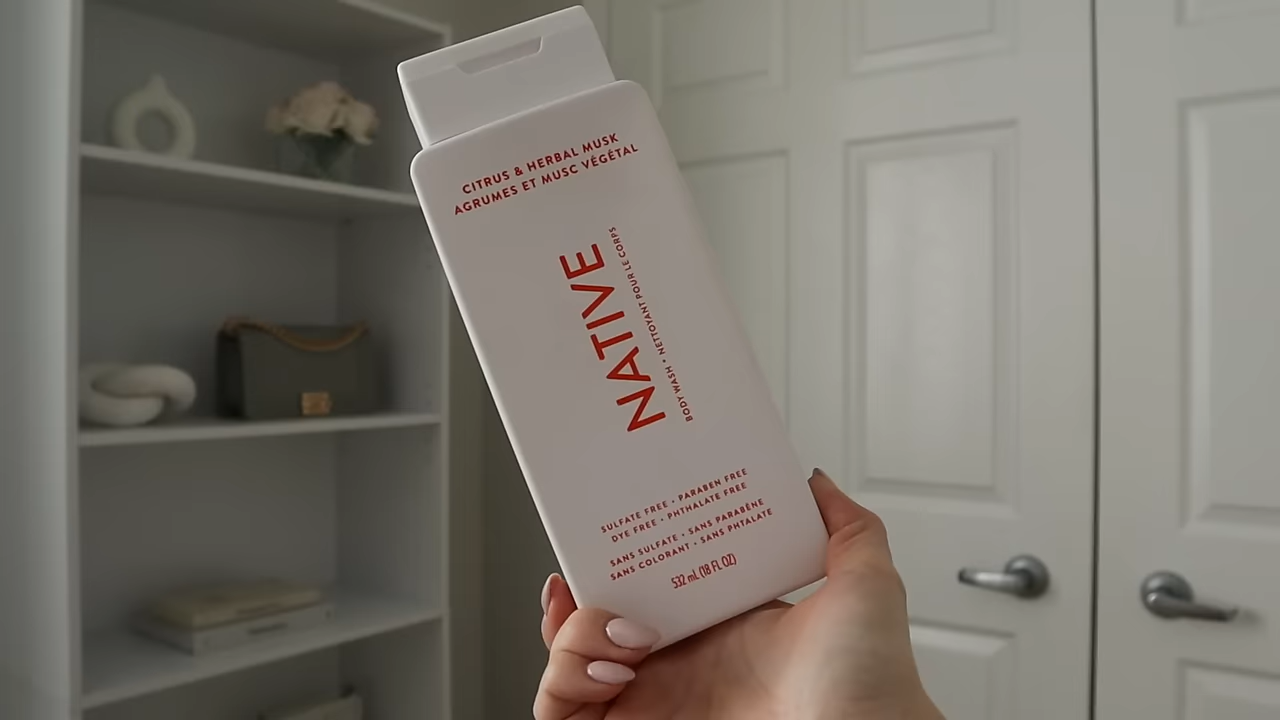 CITRUS & HERBAL MUSK
AGRUMES ET MUSC VÉGÉTAL
NATIVE
BODY WASH • NETTOYANT POUR LE CORPS
SULFATE FREE • PARABEN FREE
DYE FREE • PHTHALATE FREE
SANS SULFATE • SANS PARABÈNE
SANS COLORANT • SANS PHTALATE
532 mL (18 FL OZ)